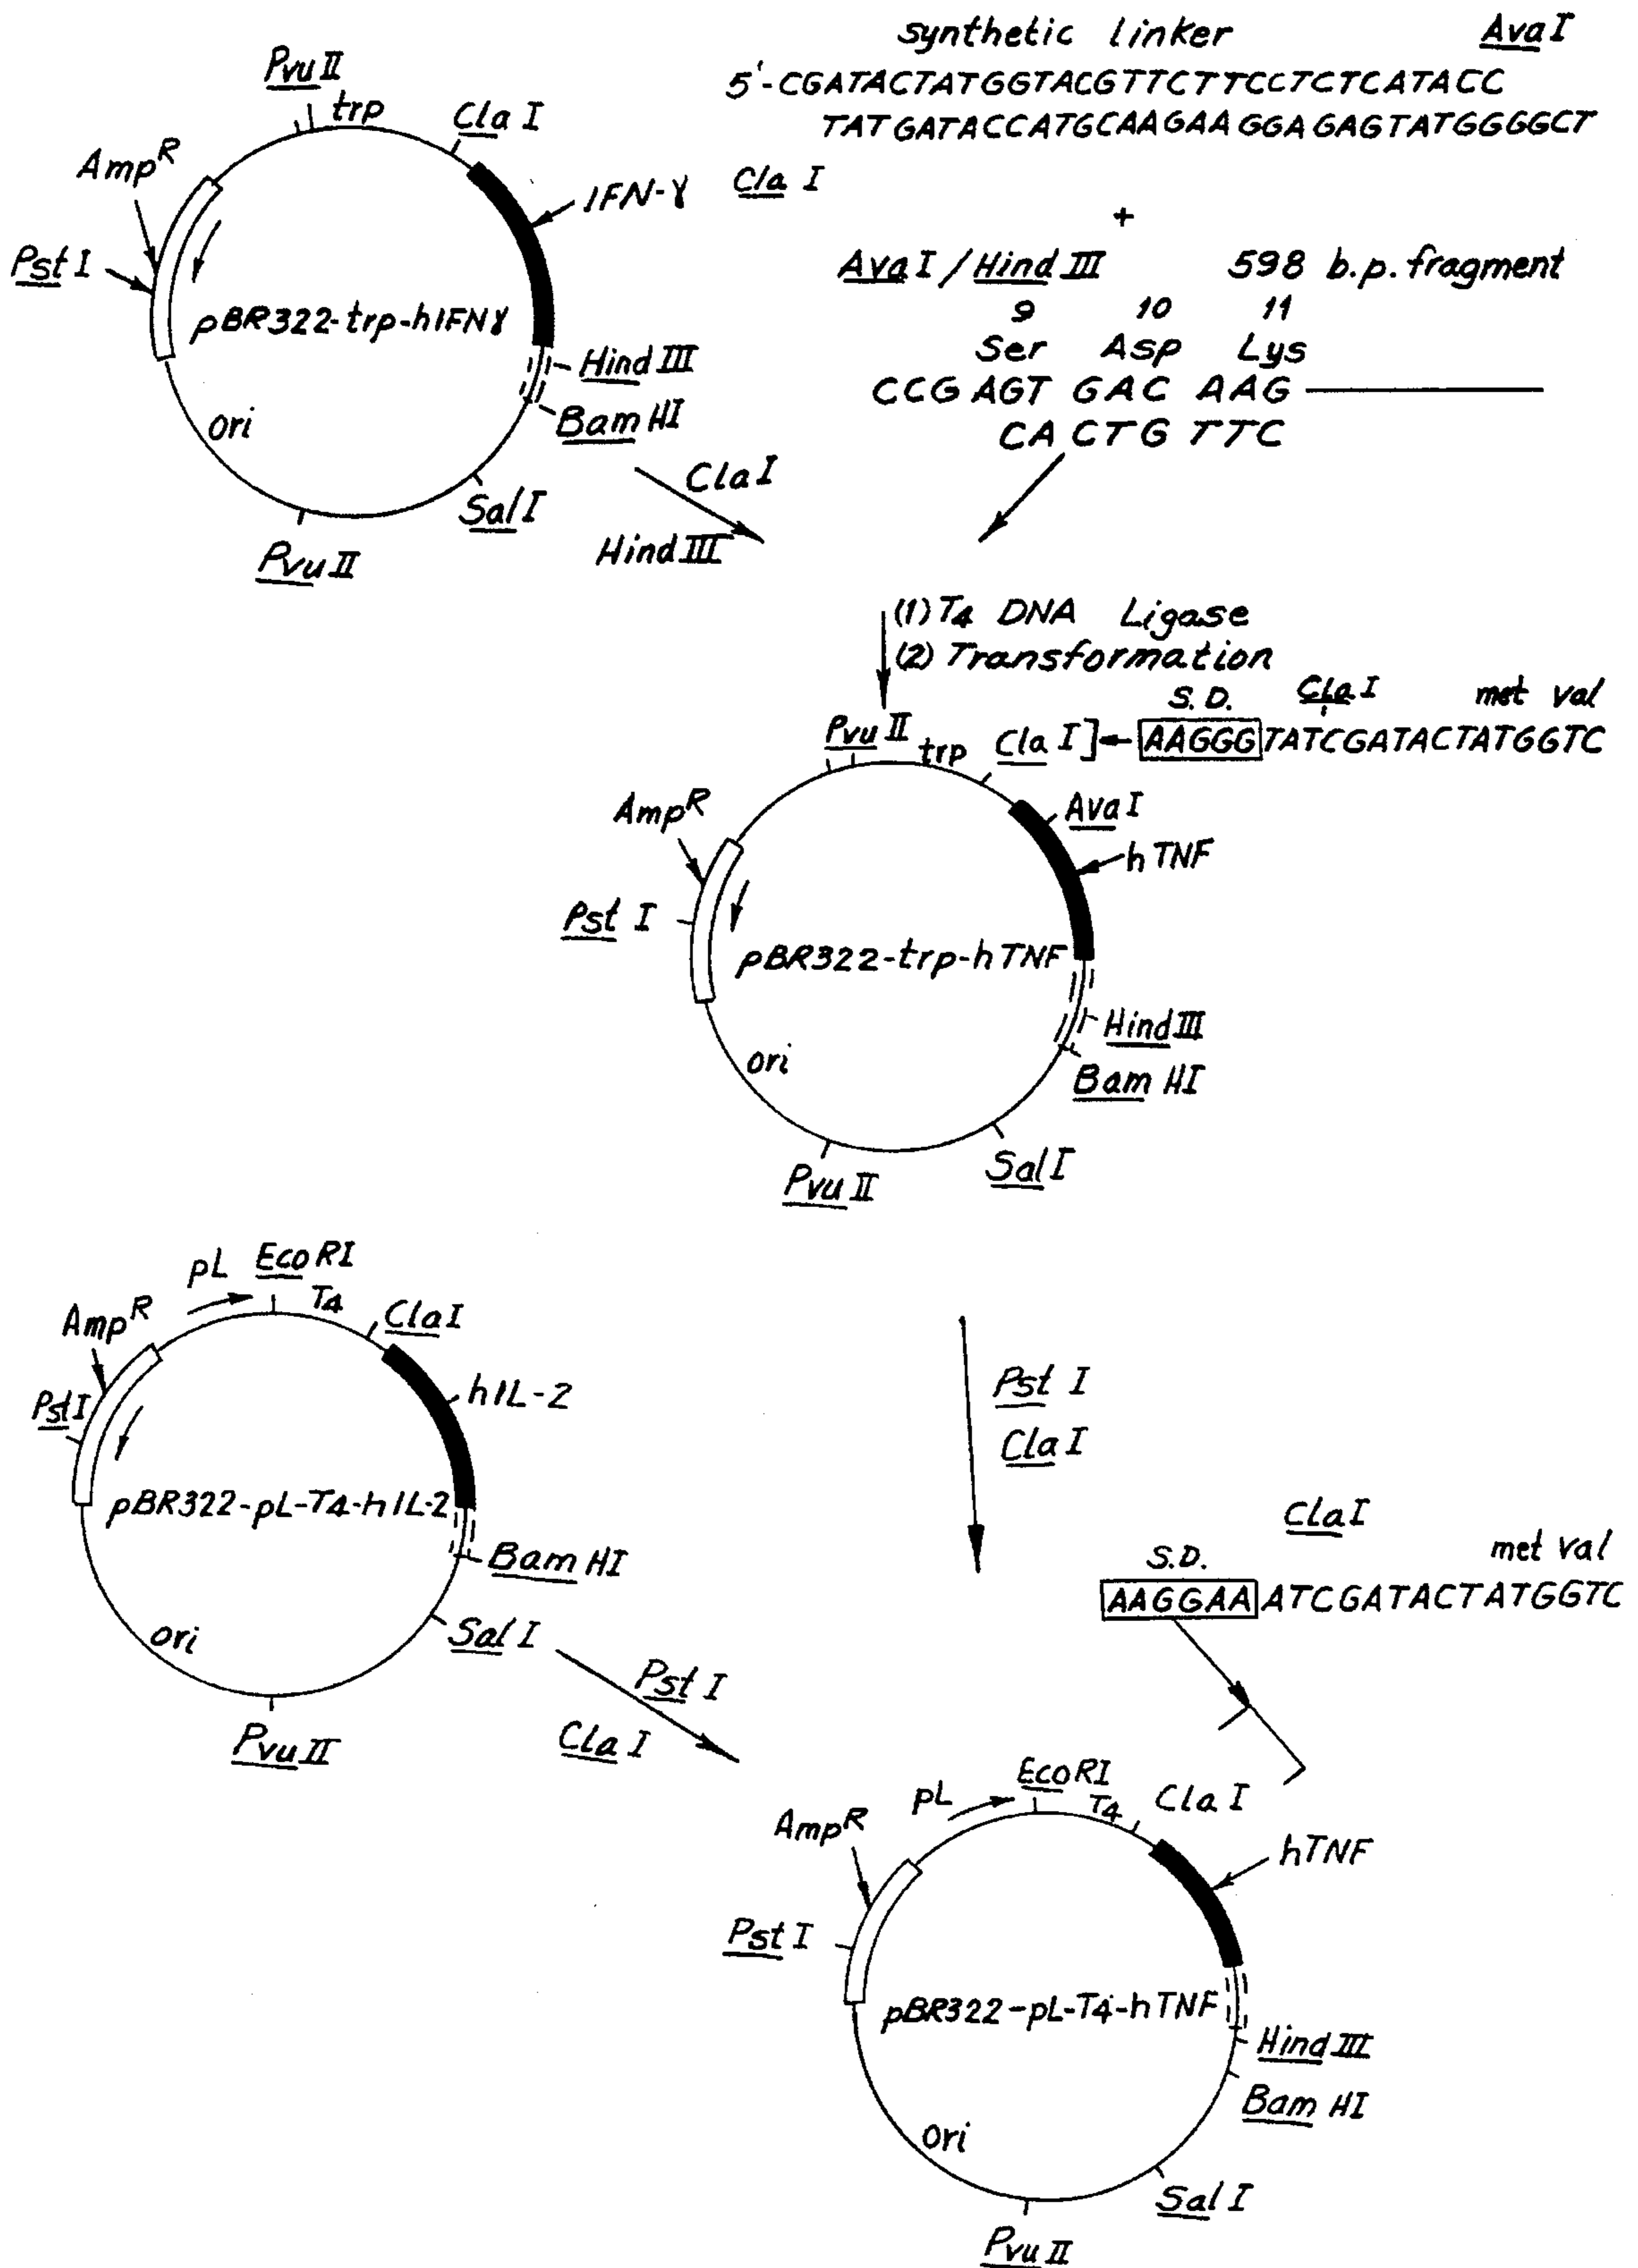 synthetic linker AvaI
5'-CGATACTATGGTACGTTCTTCCTCTCATACC
TATGATACCATGCAAGAAGGAGAGTATGGGGCT
ClaI
+
AvaI/HindIII 598 b.p. fragment
9 10 11
Ser Asp Lys
CCG AGT GAC AAG
CA CTG TTC
PvuII
trp
ClaI
AmpR
IFN-γ
PstI
pBR322-trp-hIFNγ
HindIII
BamHI
ori
SalI
PvuII
ClaI
HindIII
(1) T4 DNA Ligase
(2) Transformation
S.D. ClaI met val
AAGGGTATCGATACTATGGTC
PvuII
trp
ClaI]
AvaI
AmpR
hTNF
PstI
pBR322-trp-hTNF
HindIII
ori
BamHI
SalI
PvuII
pL EcoRI
T4
AmpR
ClaI
hIL-2
PstI
pBR322-pL-T4-hIL-2
BamHI
ori
SalI
PvuII
PstI
ClaI
PstI
ClaI
ClaI
S.D. met val
AAGGAAATCGATACTATGGTC
pL EcoRI
T4
ClaI
AmpR
hTNF
PstI
pBR322-pL-T4-hTNF
HindIII
BamHI
ori
SalI
PvuII